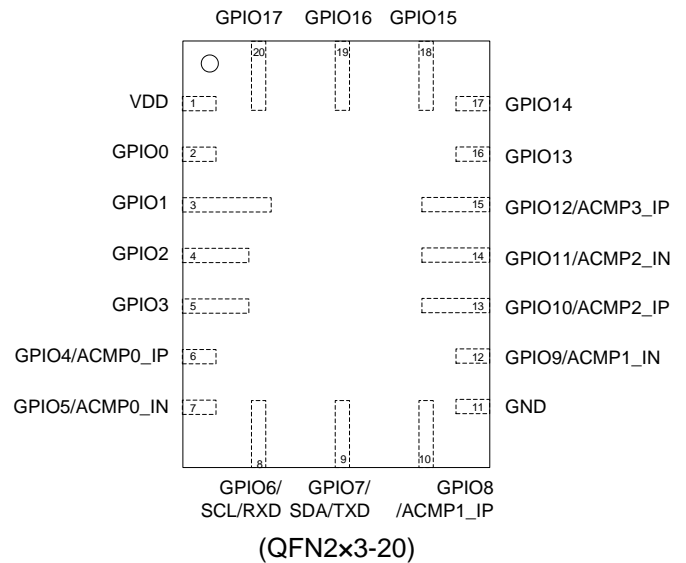 GPIO17 GPIO16 GPIO15
20 19 18
VDD 1 17 GPIO14
GPIO0 2 16 GPIO13
GPIO1 3 15 GPIO12/ACMP3_IP
GPIO2 4 14 GPIO11/ACMP2_IN
GPIO3 5 13 GPIO10/ACMP2_IP
GPIO4/ACMP0_IP 6 12 GPIO9/ACMP1_IN
GPIO5/ACMP0_IN 7 11 GND
8 9 10
GPIO6/ GPIO7/ GPIO8
SCL/RXD SDA/TXD /ACMP1_IP
(QFN2×3-20)